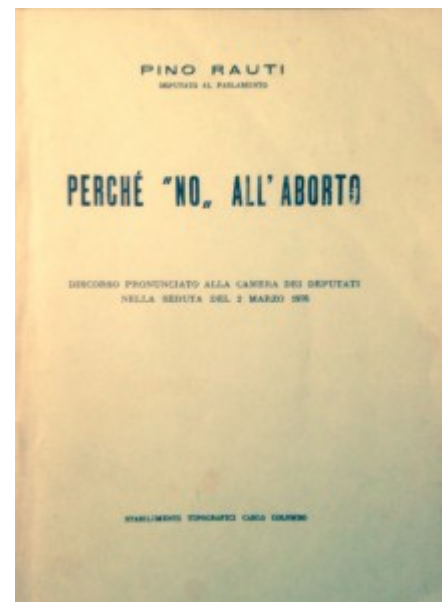 PINO RAUTI
DEPUTATO AL PARLAMENTO
PERCHÉ "NO„ ALL'ABORTO
DISCORSO PRONUNCIATO ALLA CAMERA DEI DEPUTATI
NELLA SEDUTA DEL 2 MARZO 1976
STABILIMENTI TIPOGRAFICI CARLO COLOMBO